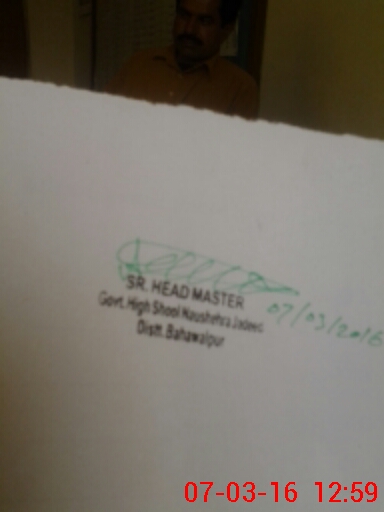 SR. HEAD MASTER
Govt. High Shool Naushehra Jadeed
Distt. Bahawalpur
07/03/2016
07-03-16 12:59